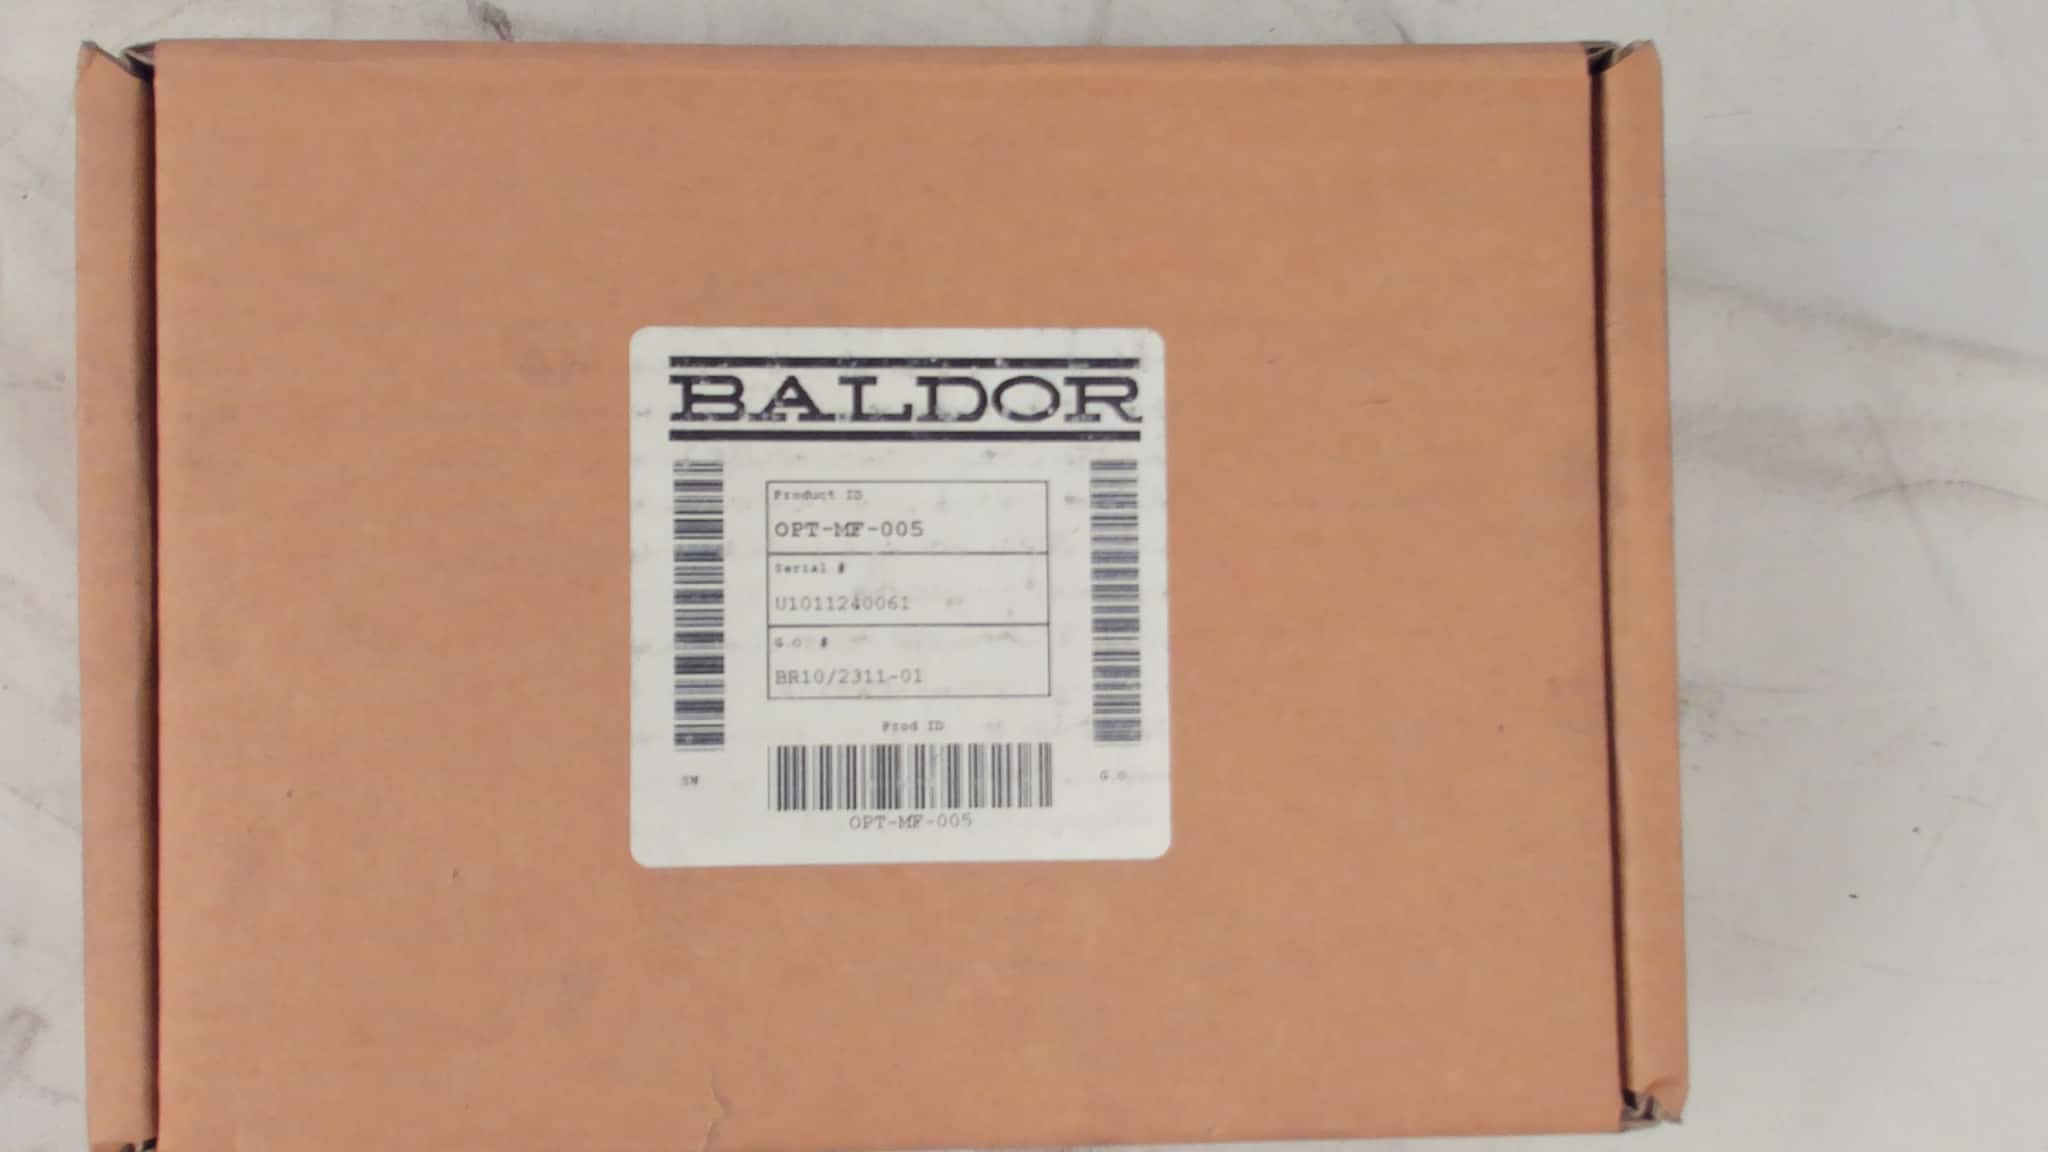 BALDOR
Product ID
OPT-MF-005
Serial #
U1011240061
G.O. #
BR10/2311-01
Prod ID
SN
G.O.
OPT-MF-005